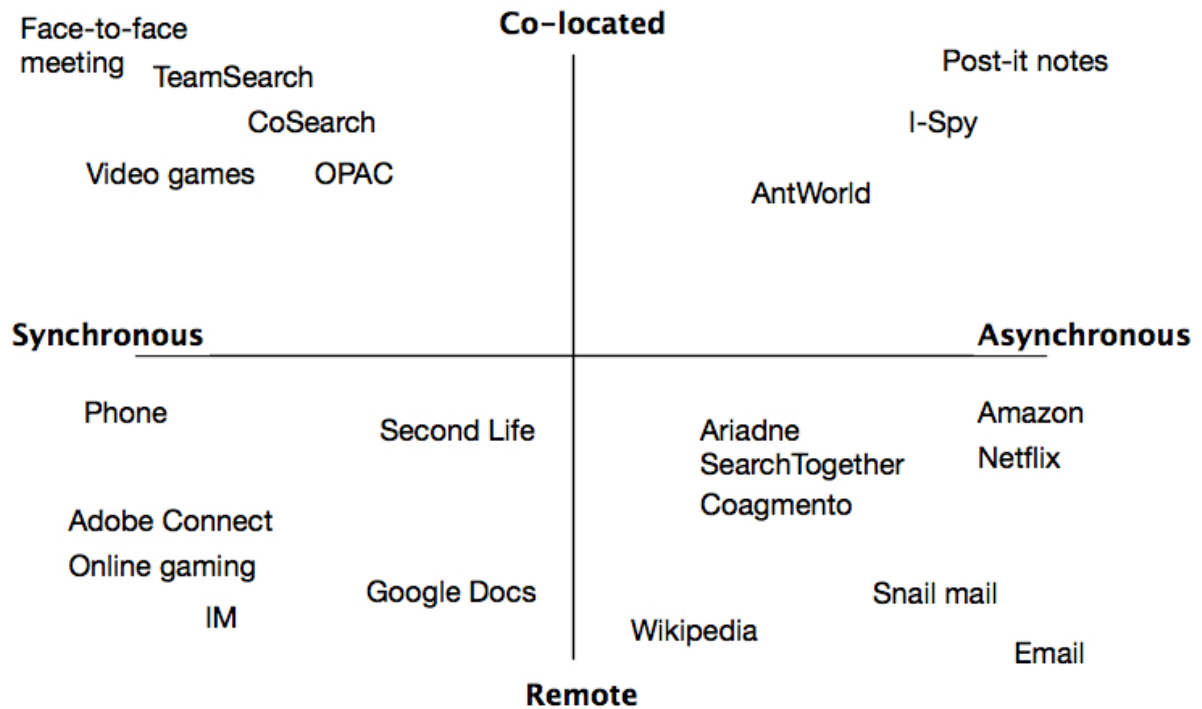 Co-located
Face-to-face
meeting
TeamSearch
CoSearch
Video games
OPAC
Post-it notes
I-Spy
AntWorld
Synchronous
Asynchronous
Phone
Second Life
Adobe Connect
Online gaming
IM
Google Docs
Ariadne
SearchTogether
Coagmento
Amazon
Netflix
Snail mail
Wikipedia
Email
Remote